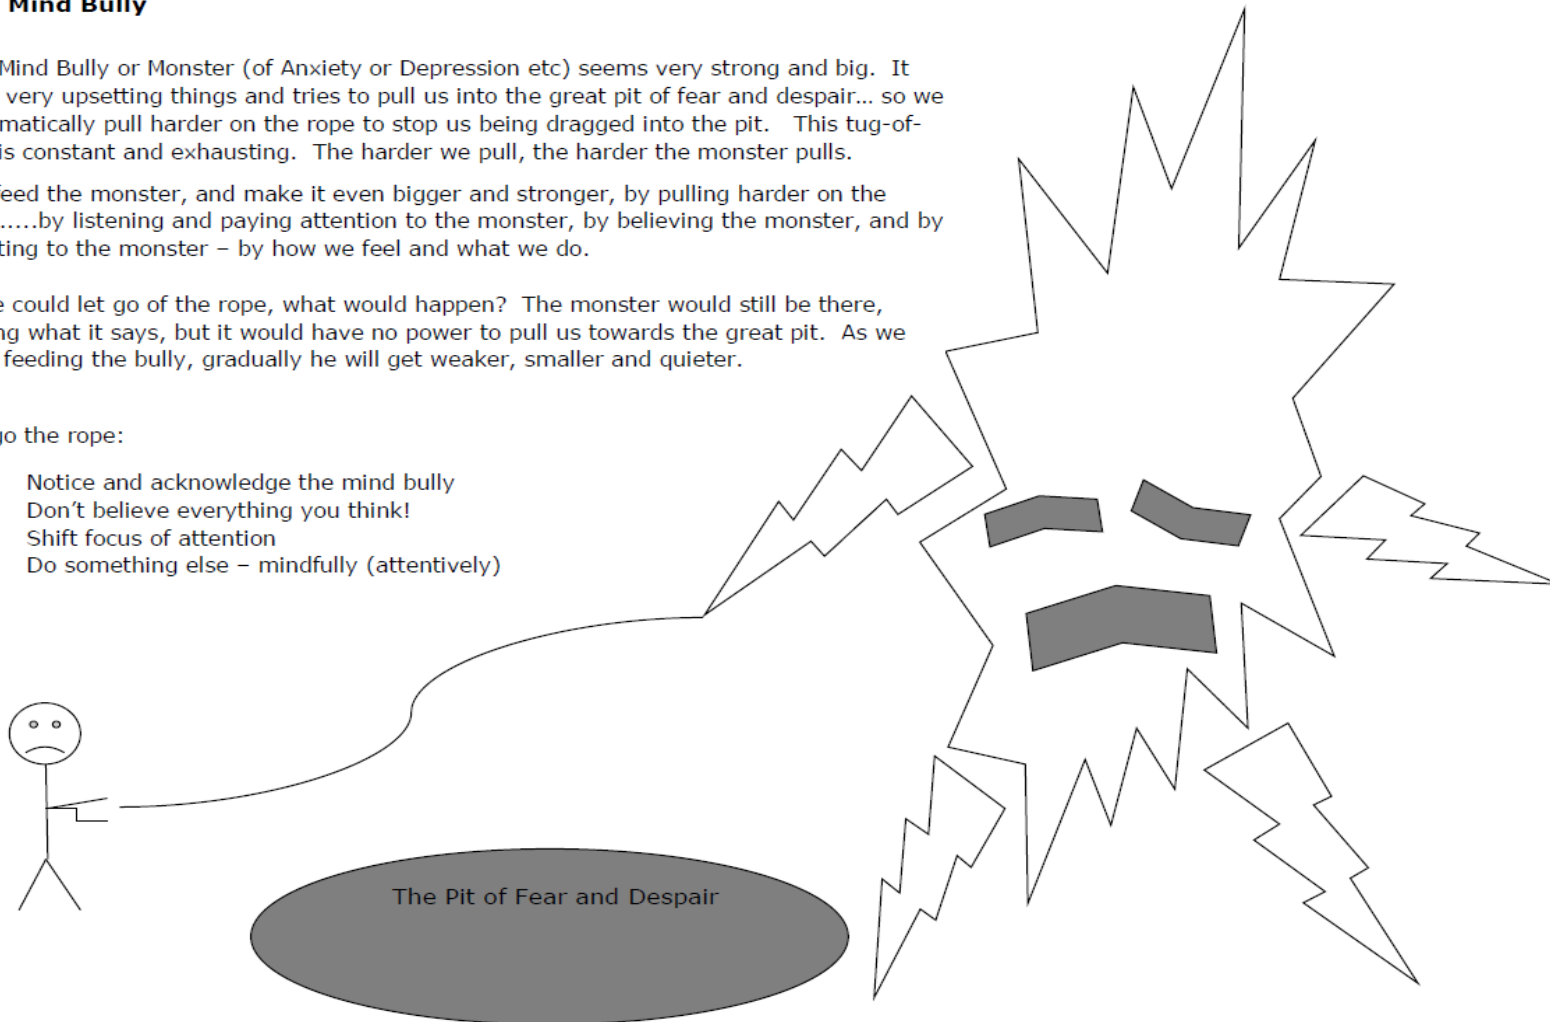 Mind Bully
Mind Bully or Monster (of Anxiety or Depression etc) seems very strong and big.  It
very upsetting things and tries to pull us into the great pit of fear and despair... so we
matically pull harder on the rope to stop us being dragged into the pit.   This tug-of-
is constant and exhausting.  The harder we pull, the harder the monster pulls.
feed the monster, and make it even bigger and stronger, by pulling harder on the
.....by listening and paying attention to the monster, by believing the monster, and by
ting to the monster – by how we feel and what we do.
e could let go of the rope, what would happen?  The monster would still be there,
ng what it says, but it would have no power to pull us towards the great pit.  As we
feeding the bully, gradually he will get weaker, smaller and quieter.
go the rope:
Notice and acknowledge the mind bully
Don't believe everything you think!
Shift focus of attention
Do something else – mindfully (attentively)
The Pit of Fear and Despair